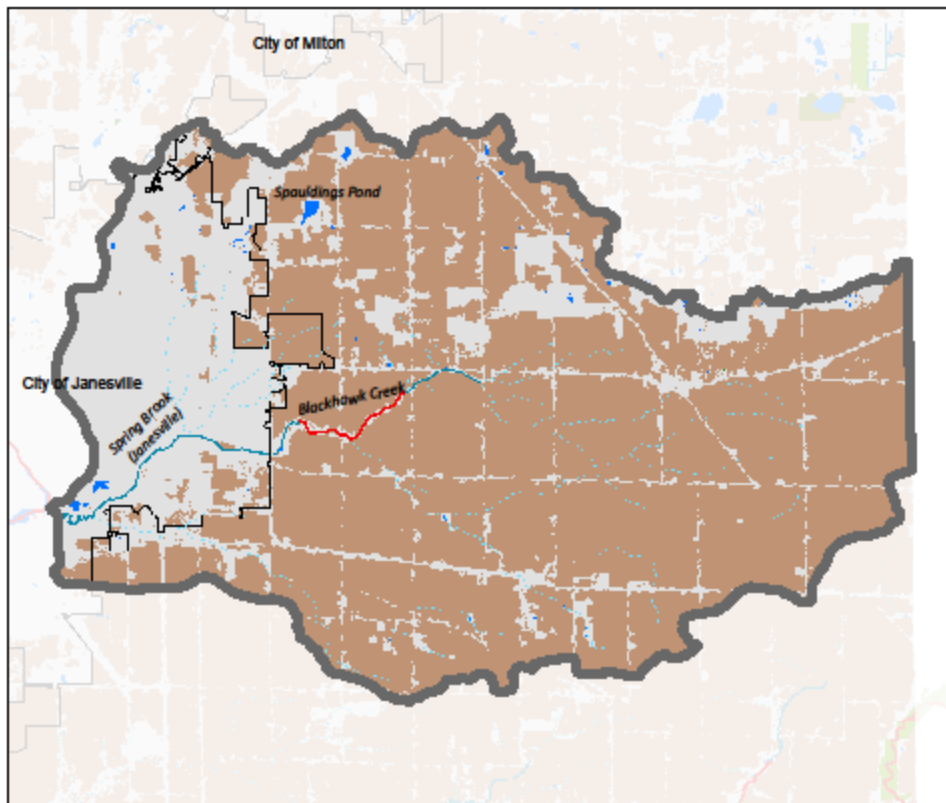 City of Milton
Spauldings Pond
City of Janesville
Blackhawk Creek
Spring Brook
(Janesville)